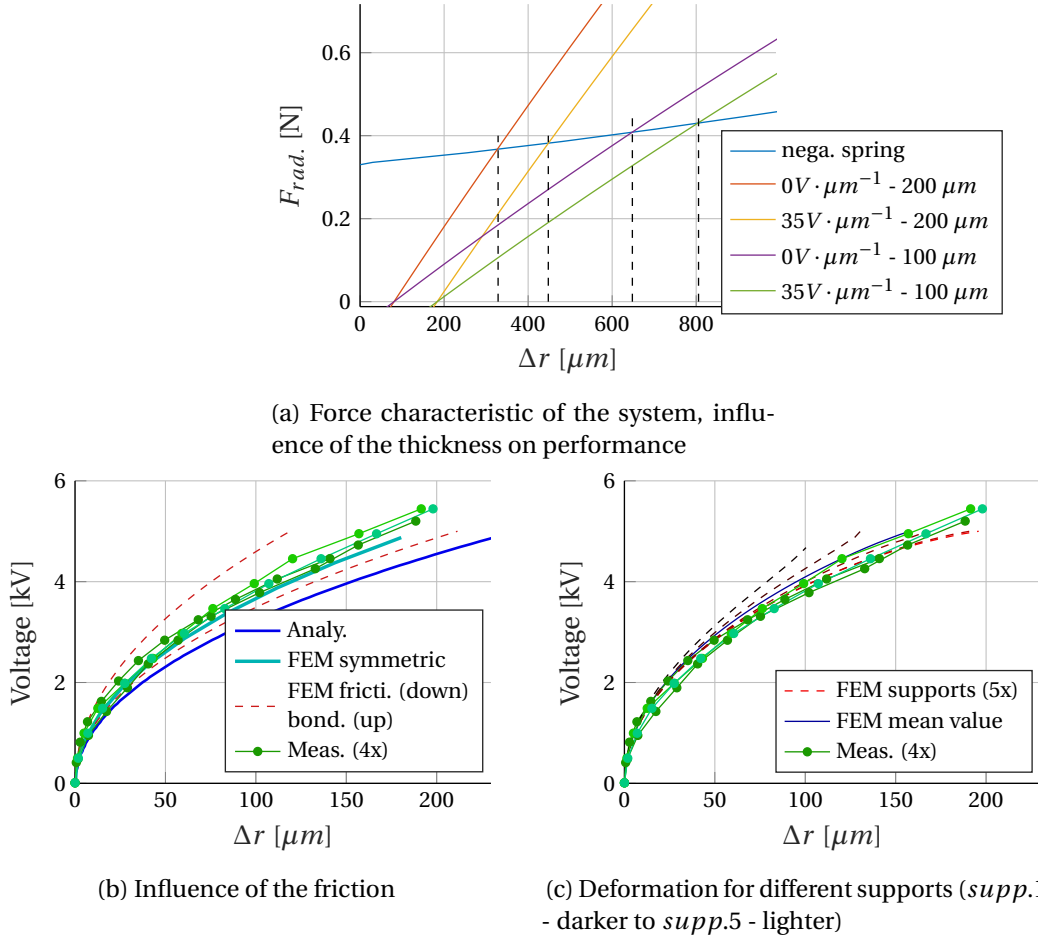 0.6
0.4
0.2
0
F_rad. [N]
0 200 400 600 800
Δr [μm]
nega. spring
0V·μm⁻¹ - 200 μm
35V·μm⁻¹ - 200 μm
0V·μm⁻¹ - 100 μm
35V·μm⁻¹ - 100 μm
(a) Force characteristic of the system, influ-
ence of the thickness on performance
6
4
2
0
Voltage [kV]
0 50 100 150 200
Δr [μm]
Analy.
FEM symmetric
FEM fricti. (down)
bond. (up)
Meas. (4x)
(b) Influence of the friction
6
4
2
0
Voltage [kV]
0 50 100 150 200
Δr [μm]
FEM supports (5x)
FEM mean value
Meas. (4x)
(c) Deformation for different supports (supp.1
- darker to supp.5 - lighter)